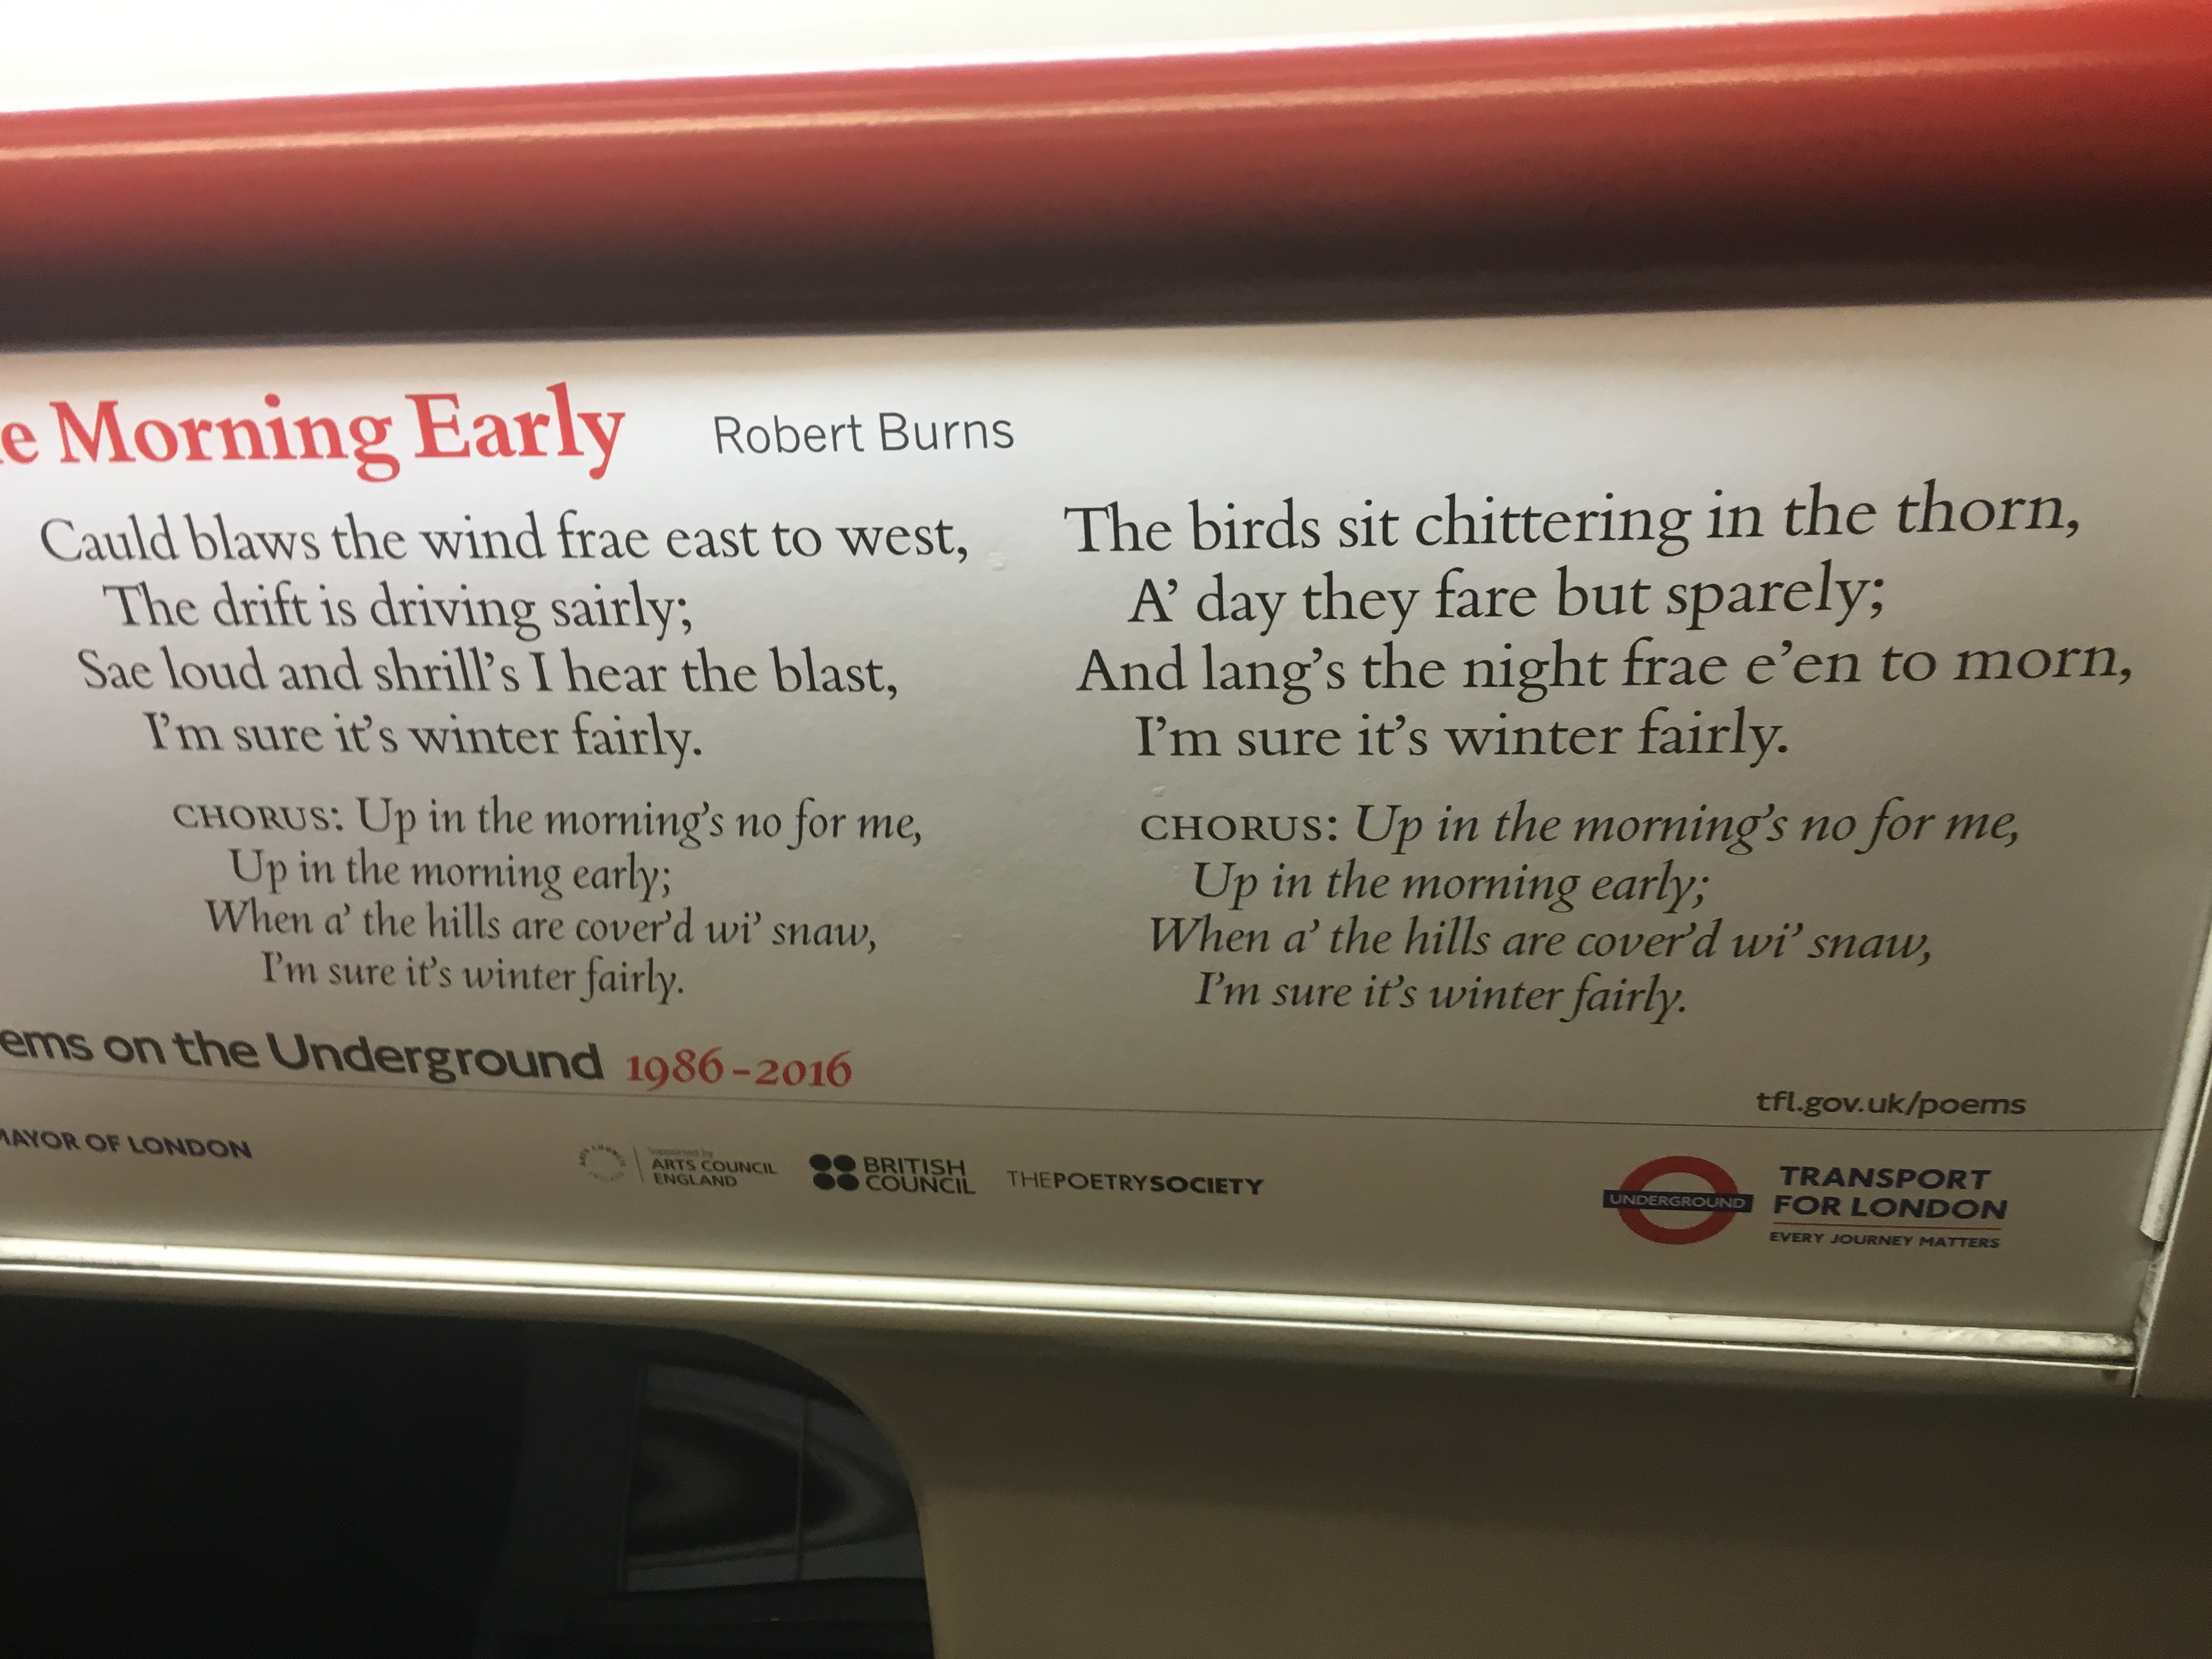 e Morning Early Robert Burns
Cauld blaws the wind frae east to west,
The drift is driving sairly;
Sae loud and shrill's I hear the blast,
I'm sure it's winter fairly.
CHORUS: Up in the morning's no for me,
Up in the morning early;
When a' the hills are cover'd wi' snaw,
I'm sure it's winter fairly.
The birds sit chittering in the thorn,
A' day they fare but sparely;
And lang's the night frae e'en to morn,
I'm sure it's winter fairly.
CHORUS: Up in the morning's no for me,
Up in the morning early;
When a' the hills are cover'd wi' snaw,
I'm sure it's winter fairly.
ems on the Underground 1986–2016
tfl.gov.uk/poems
MAYOR OF LONDON
Supported by
ARTS COUNCIL
ENGLAND
BRITISH
COUNCIL
THEPOETRYSOCIETY
UNDERGROUND
TRANSPORT
FOR LONDON
EVERY JOURNEY MATTERS